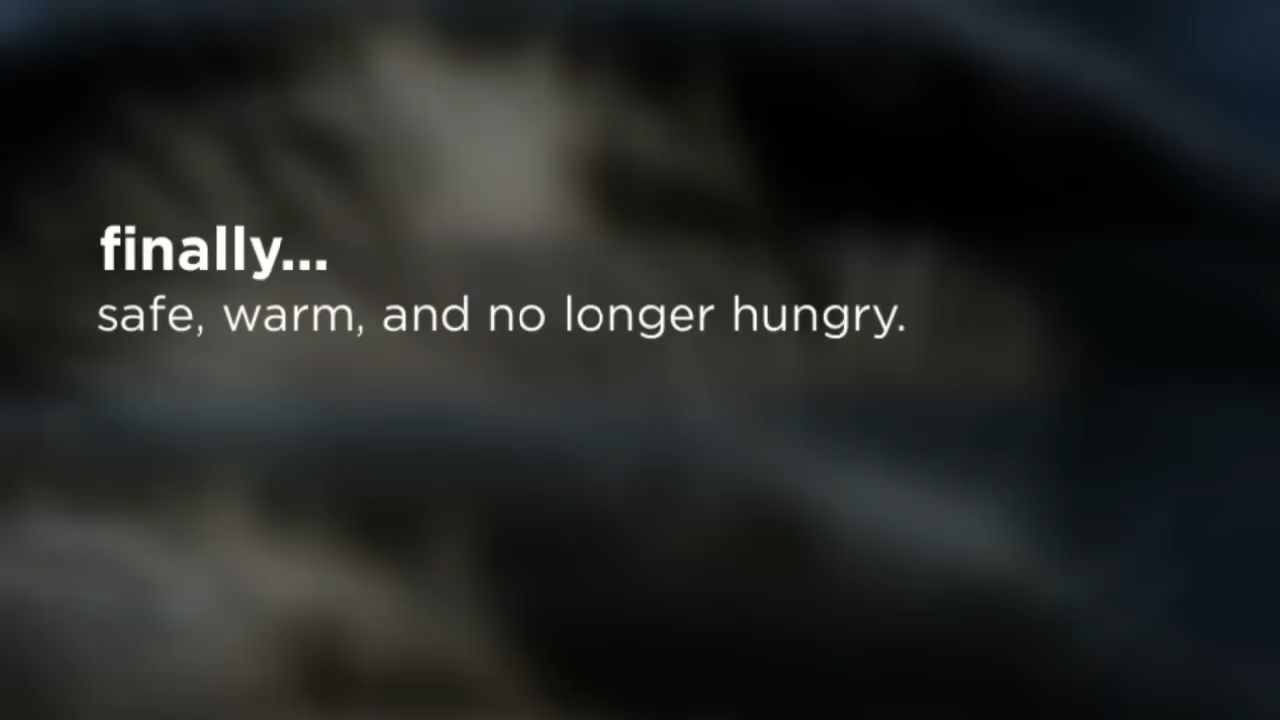 finally...
safe, warm, and no longer hungry.